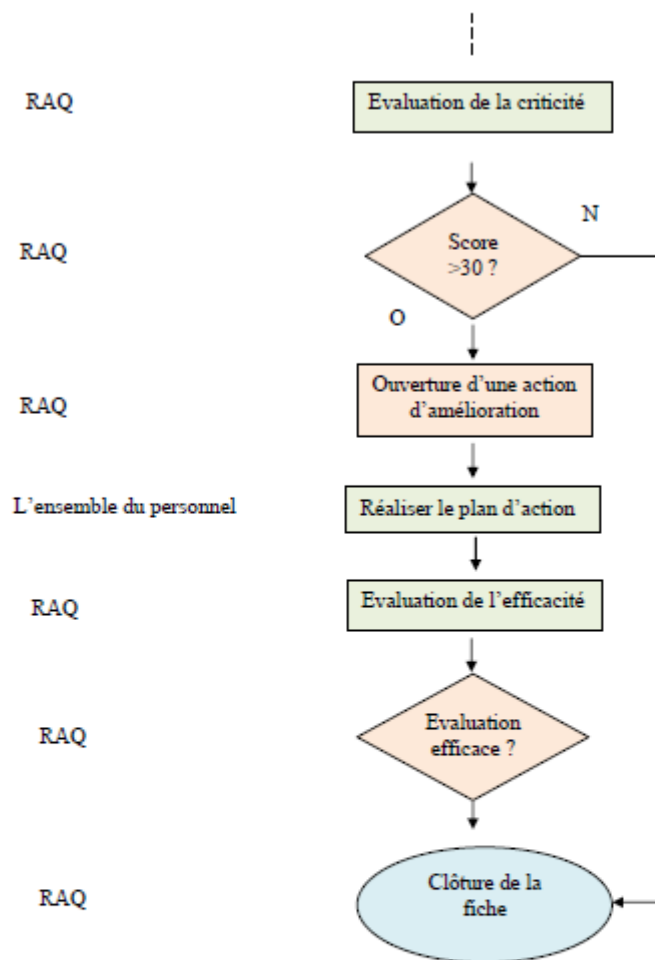 RAQ
Evaluation de la criticité
N
RAQ
Score
>30 ?
O
RAQ
Ouverture d’une action
d’amélioration
L’ensemble du personnel
Réaliser le plan d’action
RAQ
Evaluation de l’efficacité
RAQ
Evaluation
efficace ?
RAQ
Clôture de la
fiche